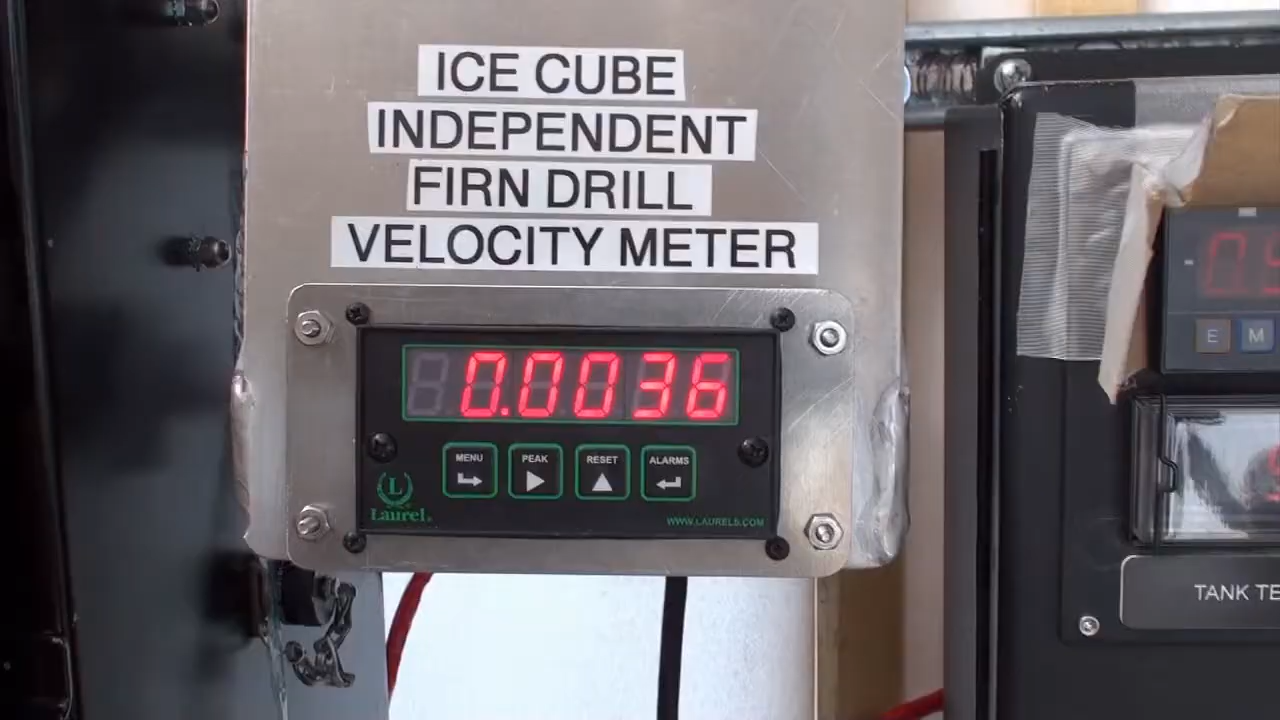 ICE CUBE
INDEPENDENT
FIRN DRILL
VELOCITY METER
0.0036
MENU PEAK RESET ALARMS
E M
L
Laurel
WWW.LAURELS.COM
TANK TE